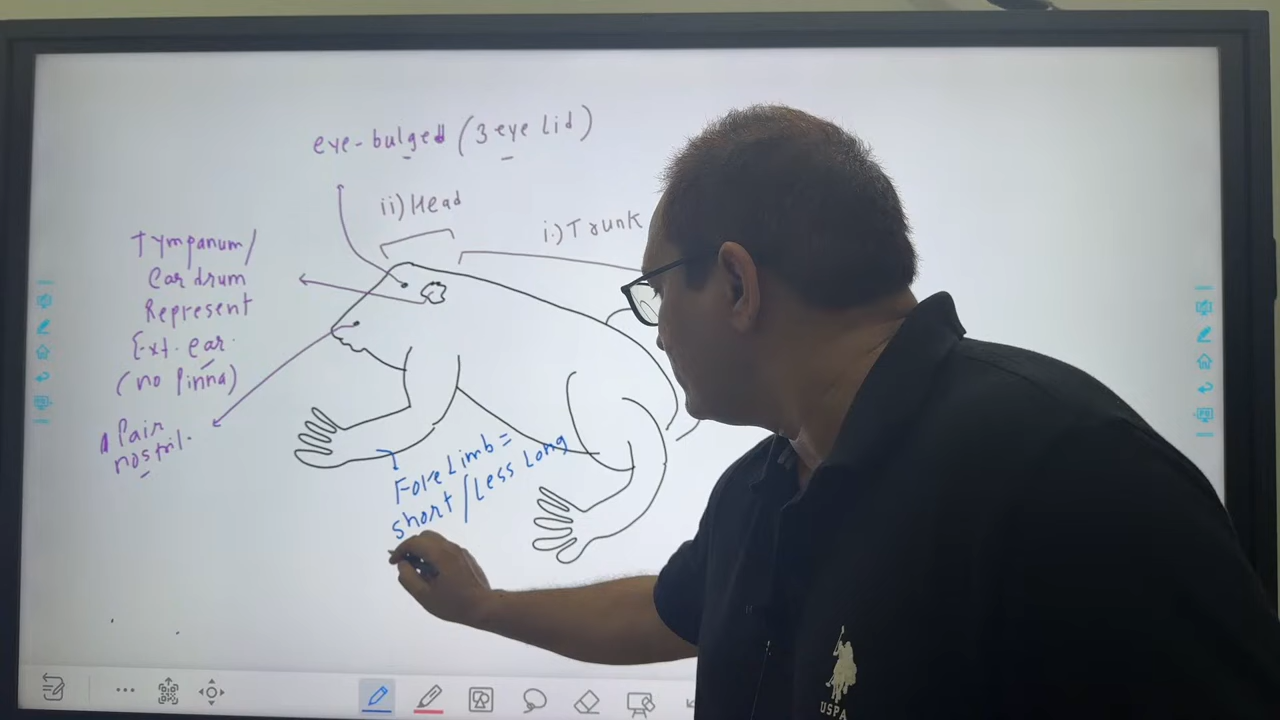 eye-bulged (3 eye Lid)
ii) Head
i.) Trunk
Tympanum/
Ear drum
Represent
Ext. ear.
(no Pinna)
1 Pair
nostril.
Fore Limb =
short / Less Long
USPA